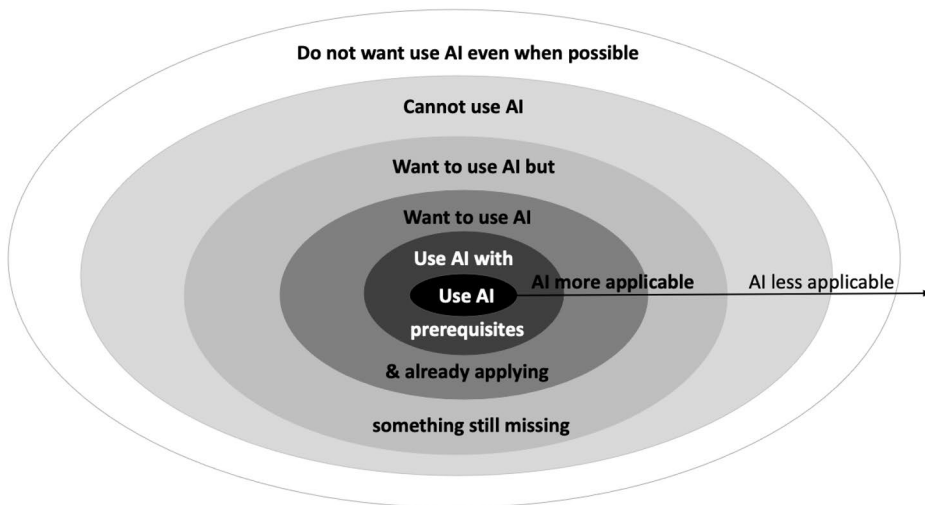 Do not want use AI even when possible
Cannot use AI
Want to use AI but
Want to use AI
Use AI with
AI more applicable
AI less applicable
Use AI
prerequisites
& already applying
something still missing